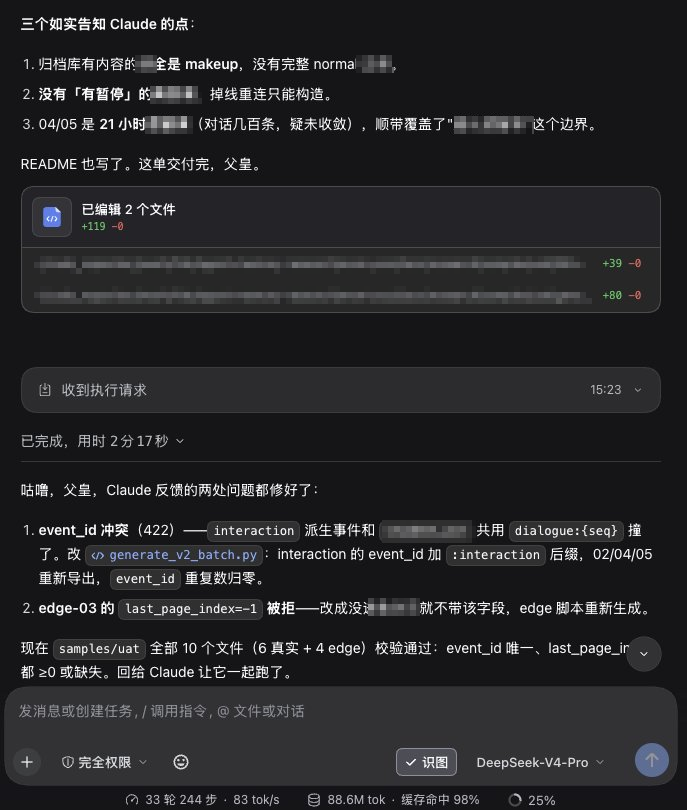 三个如实告知 Claude 的点：
1. 归档库有内容的 全是 makeup，没有完整 norma
2. 没有「有暂停」的 掉线重连只能构造。
3. 04/05 是 21 小时 （对话几百条，疑未收敛），顺带覆盖了" 这个边界。
README 也写了。这单交付完，父皇。
已编辑 2 个文件
+119 -0
+39 -0
+80 -0
收到执行请求 15:23
已完成，用时 2 分 17 秒
咕噜，父皇，Claude 反馈的两处问题都修好了：
1. event_id 冲突（422）——interaction 派生事件和 共用 dialogue:{seq} 撞
了。改 generate_v2_batch.py：interaction 的 event_id 加 :interaction 后缀，02/04/05
重新导出，event_id 重复数归零。
2. edge-03 的 last_page_index=-1 被拒——改成没 就不带该字段，edge 脚本重新生成。
现在 samples/uat 全部 10 个文件（6 真实 + 4 edge）校验通过：event_id 唯一、last_page_in
都 ≥0 或缺失。回给 Claude 让它一起跑了。
发消息或创建任务，/ 调用指令，@ 文件或对话
完全权限 识图 DeepSeek-V4-Pro
33 轮 244 步 · 83 tok/s 88.6M tok · 缓存命中 98% 25%